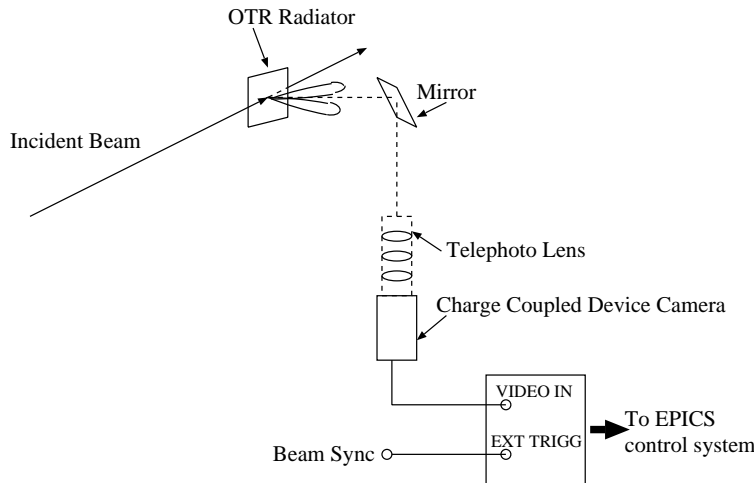 OTR Radiator
Mirror
Incident Beam
Telephoto Lens
Charge Coupled Device Camera
VIDEO IN
To EPICS
control system
EXT TRIGG
Beam Sync